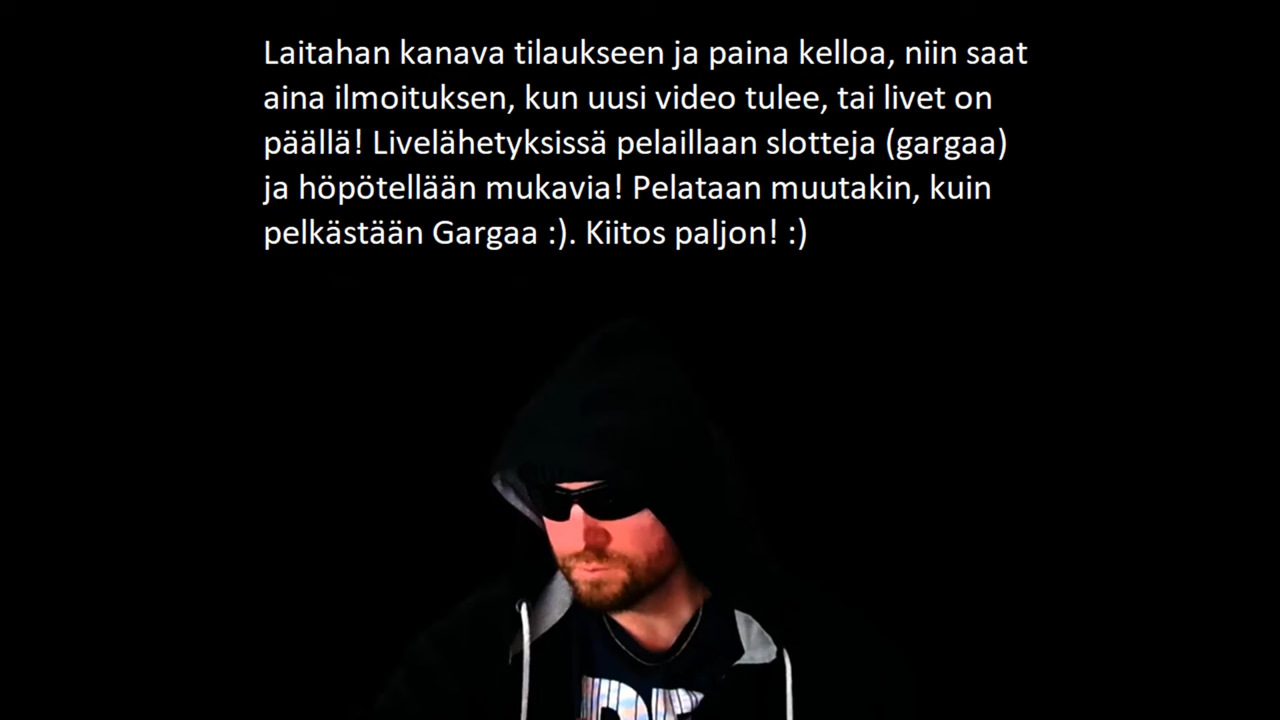 Laitahan kanava tilaukseen ja paina kelloa, niin saat
aina ilmoituksen, kun uusi video tulee, tai livet on
päällä! Livelähetyksissä pelaillaan slotteja (gargaa)
ja höpötellään mukavia! Pelataan muutakin, kuin
pelkästään Gargaa :). Kiitos paljon! :)